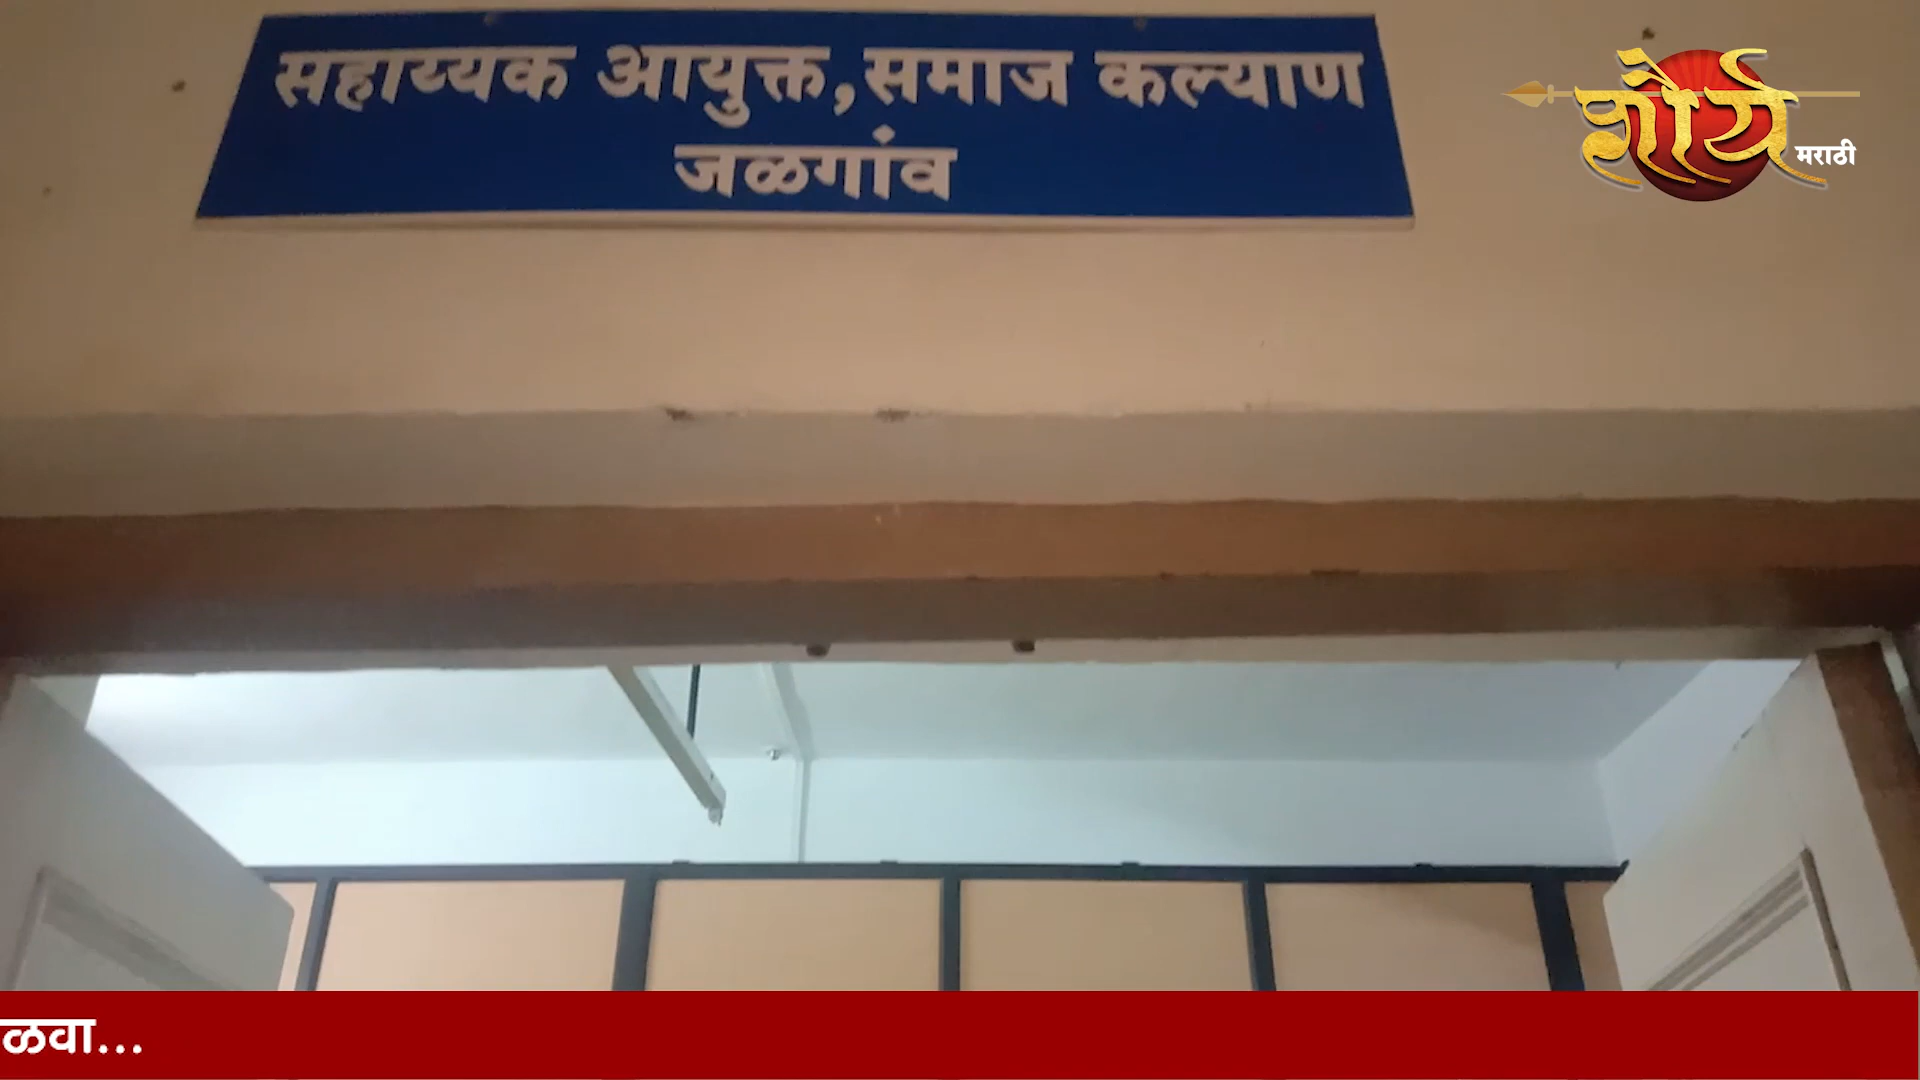 सहाय्यक आयुक्त,समाज कल्याण
जळगांव
शौर्य
मराठी
ळवा...